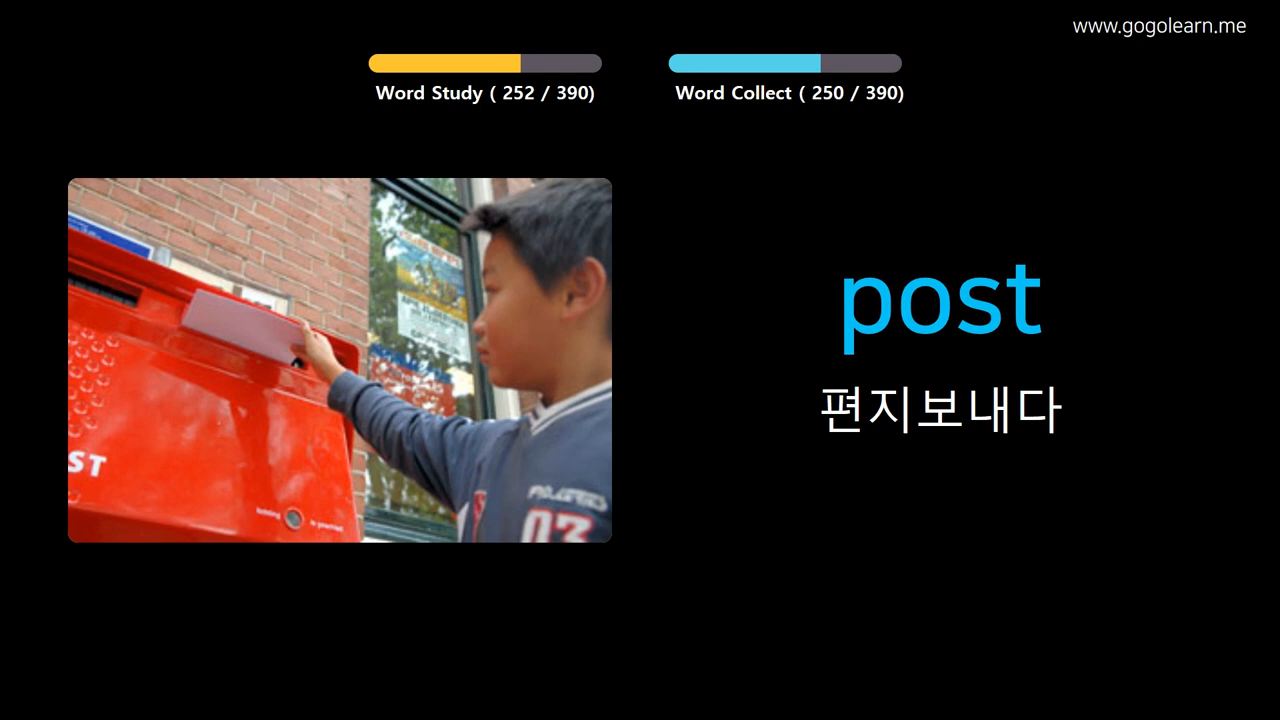 www.gogolearn.me
Word Study ( 252 / 390)
Word Collect ( 250 / 390)
post
편지보내다
ST
03